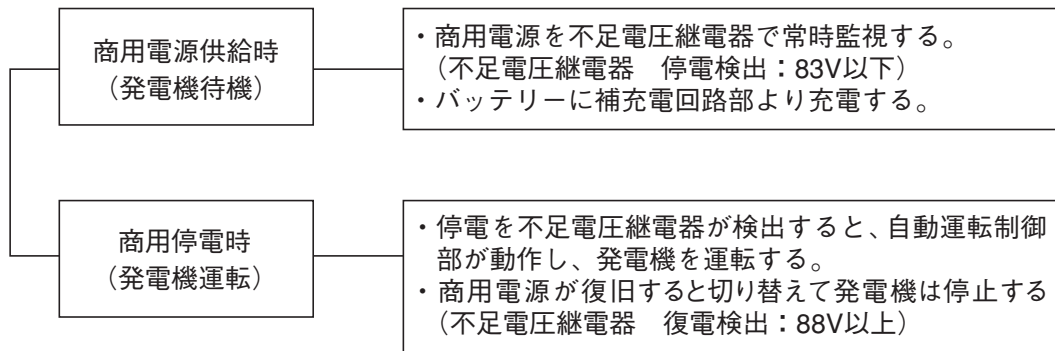 商用電源供給時
（発電機待機）
・商用電源を不足電圧継電器で常時監視する。
（不足電圧継電器　停電検出：83V以下）
・バッテリーに補充電回路部より充電する。
商用停電時
（発電機運転）
・停電を不足電圧継電器が検出すると、自動運転制御
部が動作し、発電機を運転する。
・商用電源が復旧すると切り替えて発電機は停止する
（不足電圧継電器　復電検出：88V以上）